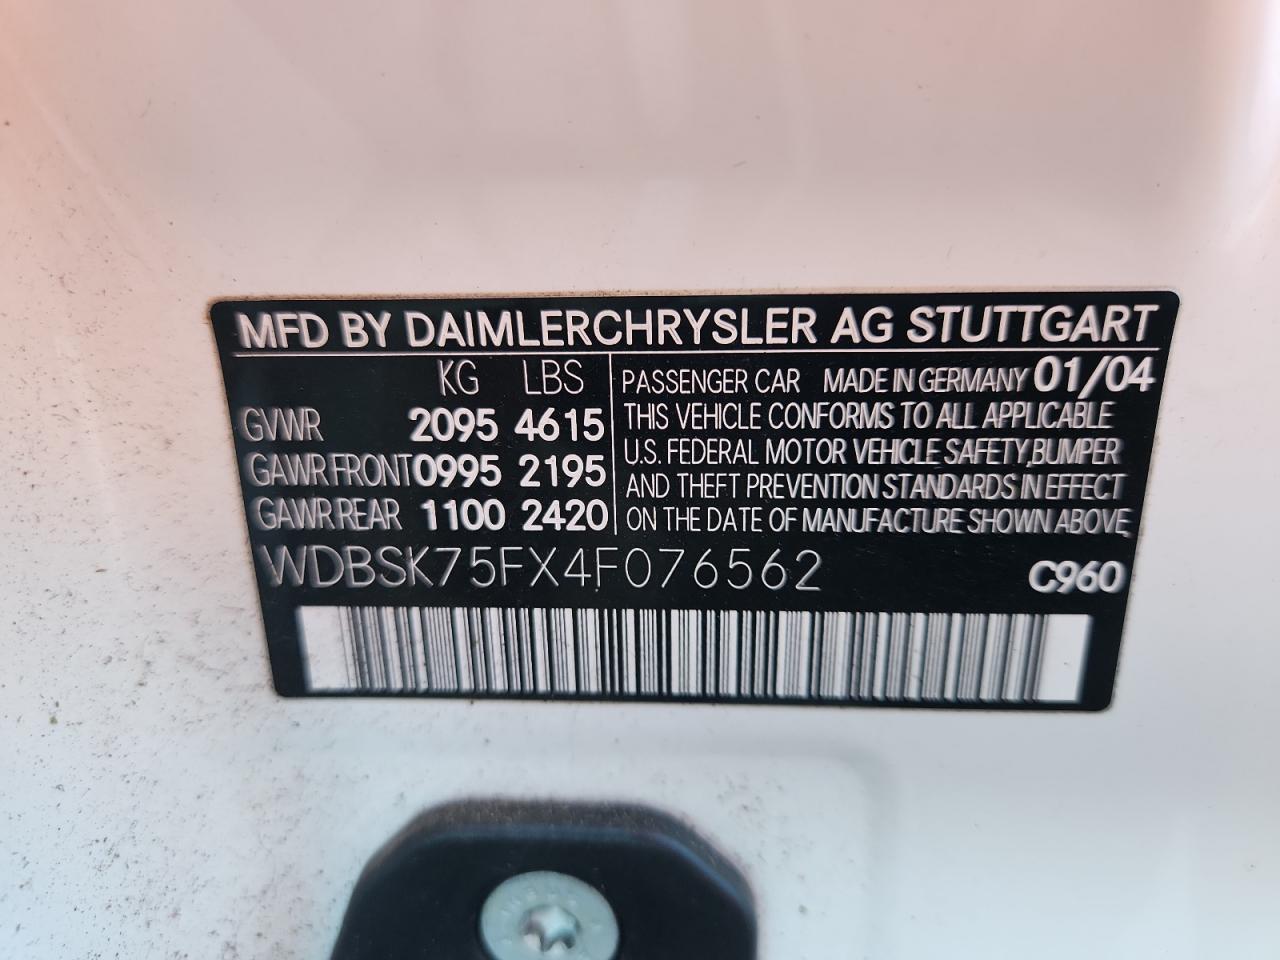 MFD BY DAIMLERCHRYSLER AG STUTTGART
KG LBS
GVWR 2095 4615
GAWR FRONT 0995 2195
GAWR REAR 1100 2420
PASSENGER CAR MADE IN GERMANY 01/04
THIS VEHICLE CONFORMS TO ALL APPLICABLE
U.S. FEDERAL MOTOR VEHICLE SAFETY, BUMPER
AND THEFT PREVENTION STANDARDS IN EFFECT
ON THE DATE OF MANUFACTURE SHOWN ABOVE.
WDBSK75FX4F076562 C960